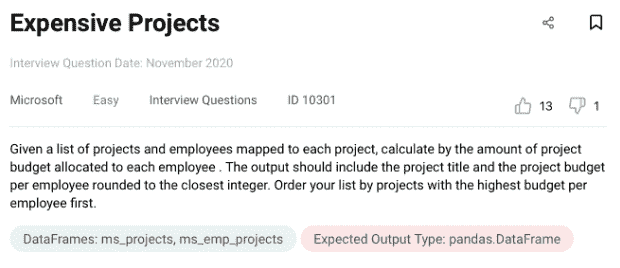 Expensive Projects
Interview Question Date: November 2020
Microsoft Easy Interview Questions ID 10301 13 1
Given a list of projects and employees mapped to each project, calculate by the amount of project
budget allocated to each employee . The output should include the project title and the project budget
per employee rounded to the closest integer. Order your list by projects with the highest budget per
employee first.
DataFrames: ms_projects, ms_emp_projects Expected Output Type: pandas.DataFrame